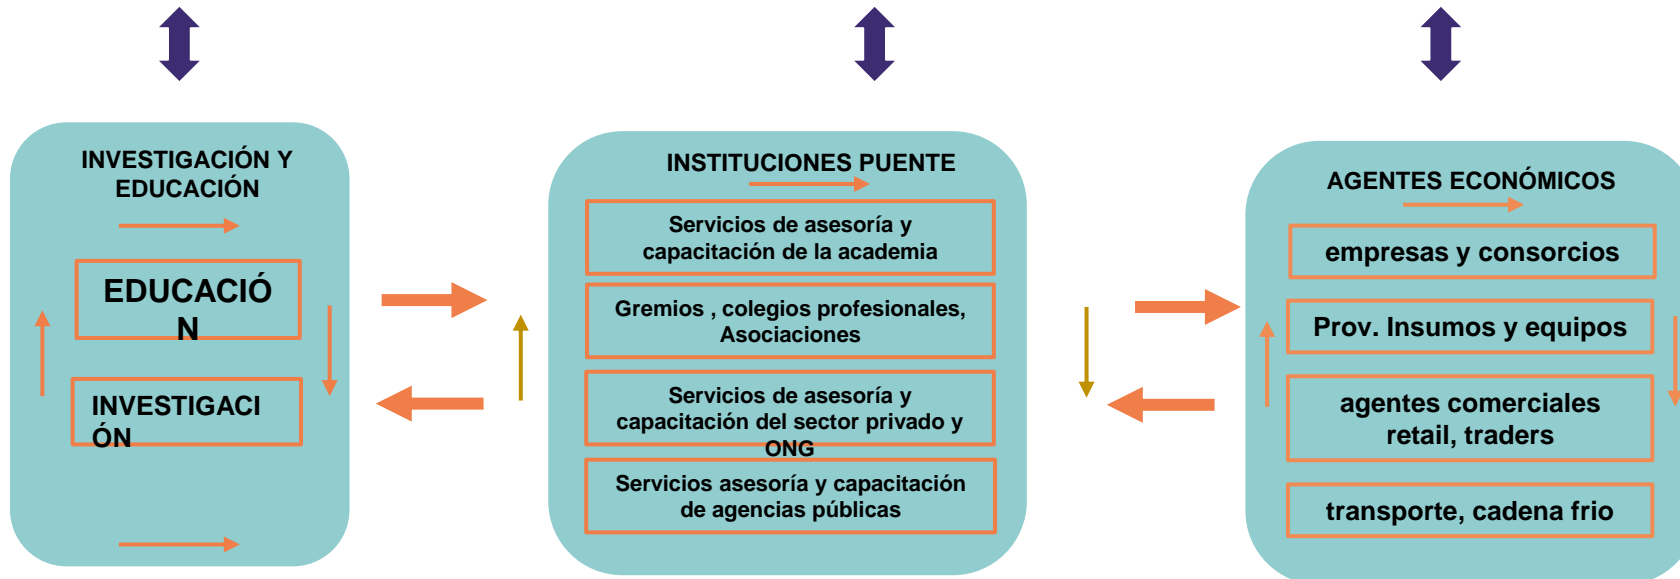 INVESTIGACIÓN Y
EDUCACIÓN
EDUCACIÓ
N
INVESTIGACI
ÓN
INSTITUCIONES PUENTE
Servicios de asesoría y
capacitación de la academia
Gremios , colegios profesionales,
Asociaciones
Servicios de asesoría y
capacitación del sector privado y
ONG
Servicios asesoría y capacitación
de agencias públicas
AGENTES ECONÓMICOS
empresas y consorcios
Prov. Insumos y equipos
agentes comerciales
retail, traders
transporte, cadena frio